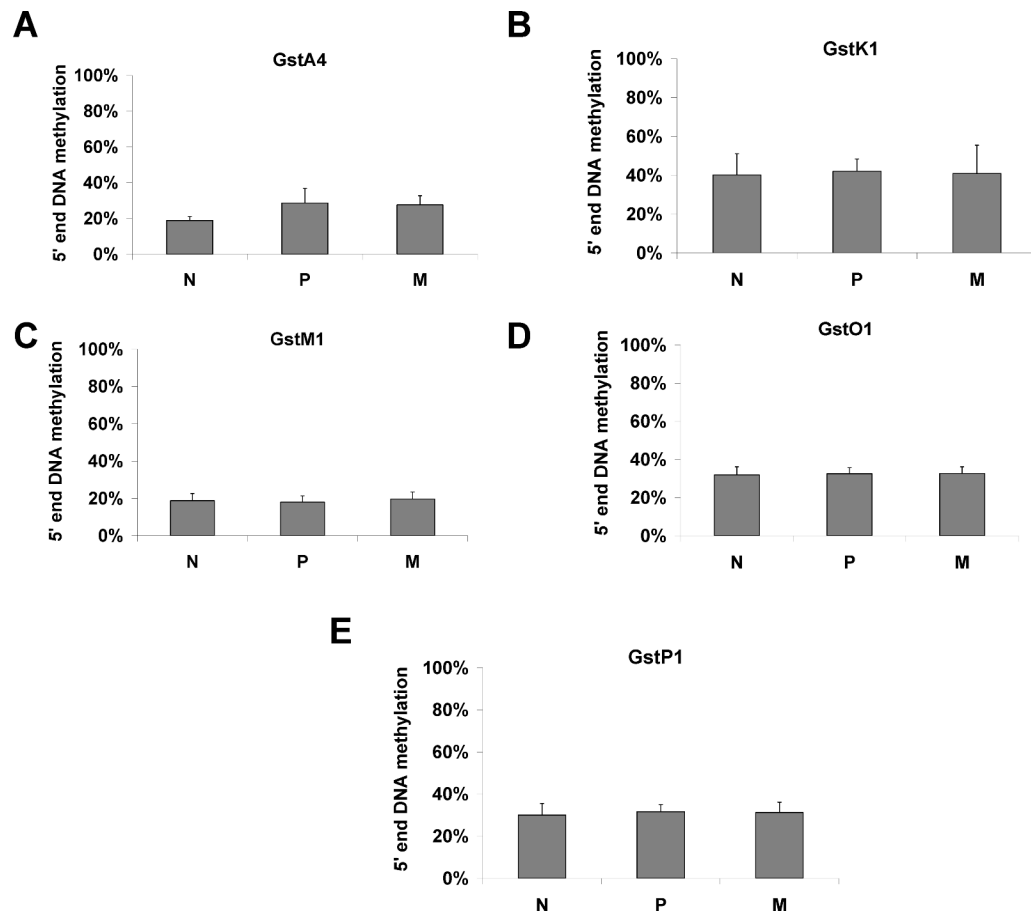 A
GstA4
5' end DNA methylation
100%
80%
60%
40%
20%
0%
N P M
B
GstK1
5' end DNA methylation
100%
80%
60%
40%
20%
0%
N P M
C
GstM1
5' end DNA methylation
100%
80%
60%
40%
20%
0%
N P M
D
GstO1
5' end DNA methylation
100%
80%
60%
40%
20%
0%
N P M
E
GstP1
5' end DNA methylation
100%
80%
60%
40%
20%
0%
N P M